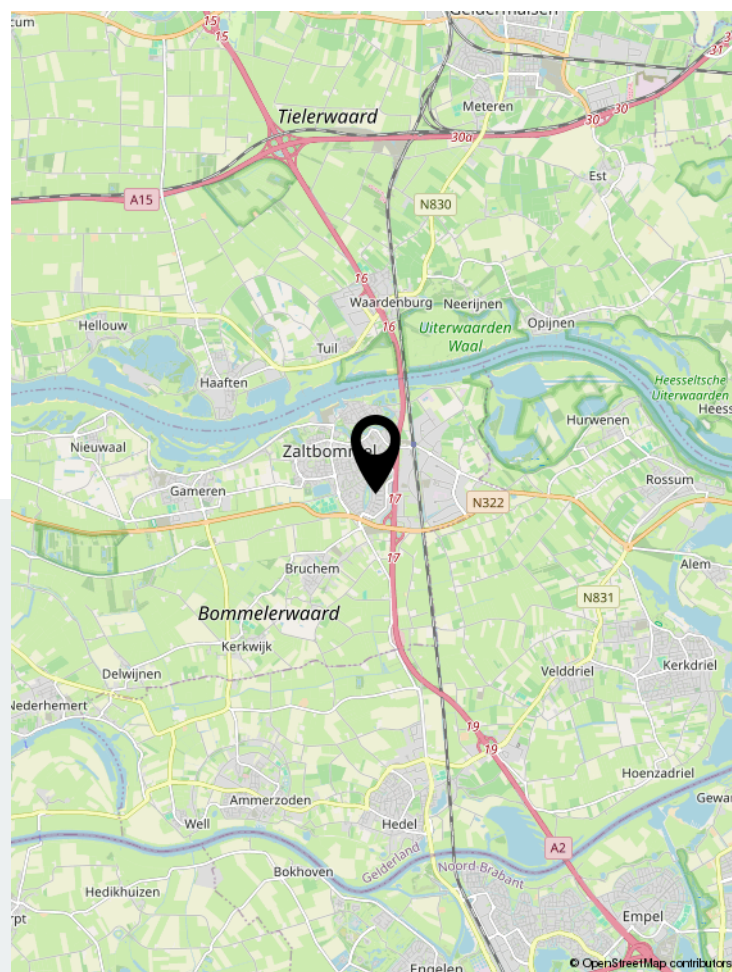 Geldermalsen
15
15
Meteren
31
31
Tielerwaard
30
30
30a
Est
A15
N830
16
Waardenburg
Neerijnen
Hellouw
16
Uiterwaarden
Waal
Opijnen
Tuil
Haaften
Heesseltsche
Uiterwaarden
Hurwenen
Nieuwaal
Zaltbommel
Gameren
Rossum
17
N322
17
Bruchem
Alem
N831
Bommelerwaard
Kerkwijk
Delwijnen
Velddriel
Kerkdriel
Nederhemert
19
19
Hoenzadriel
Ammerzoden
Well
Hedel
A2
Gelderland
Noord-Brabant
Bokhoven
Hedikhuizen
Empel
Engelen
© OpenStreetMap contributors